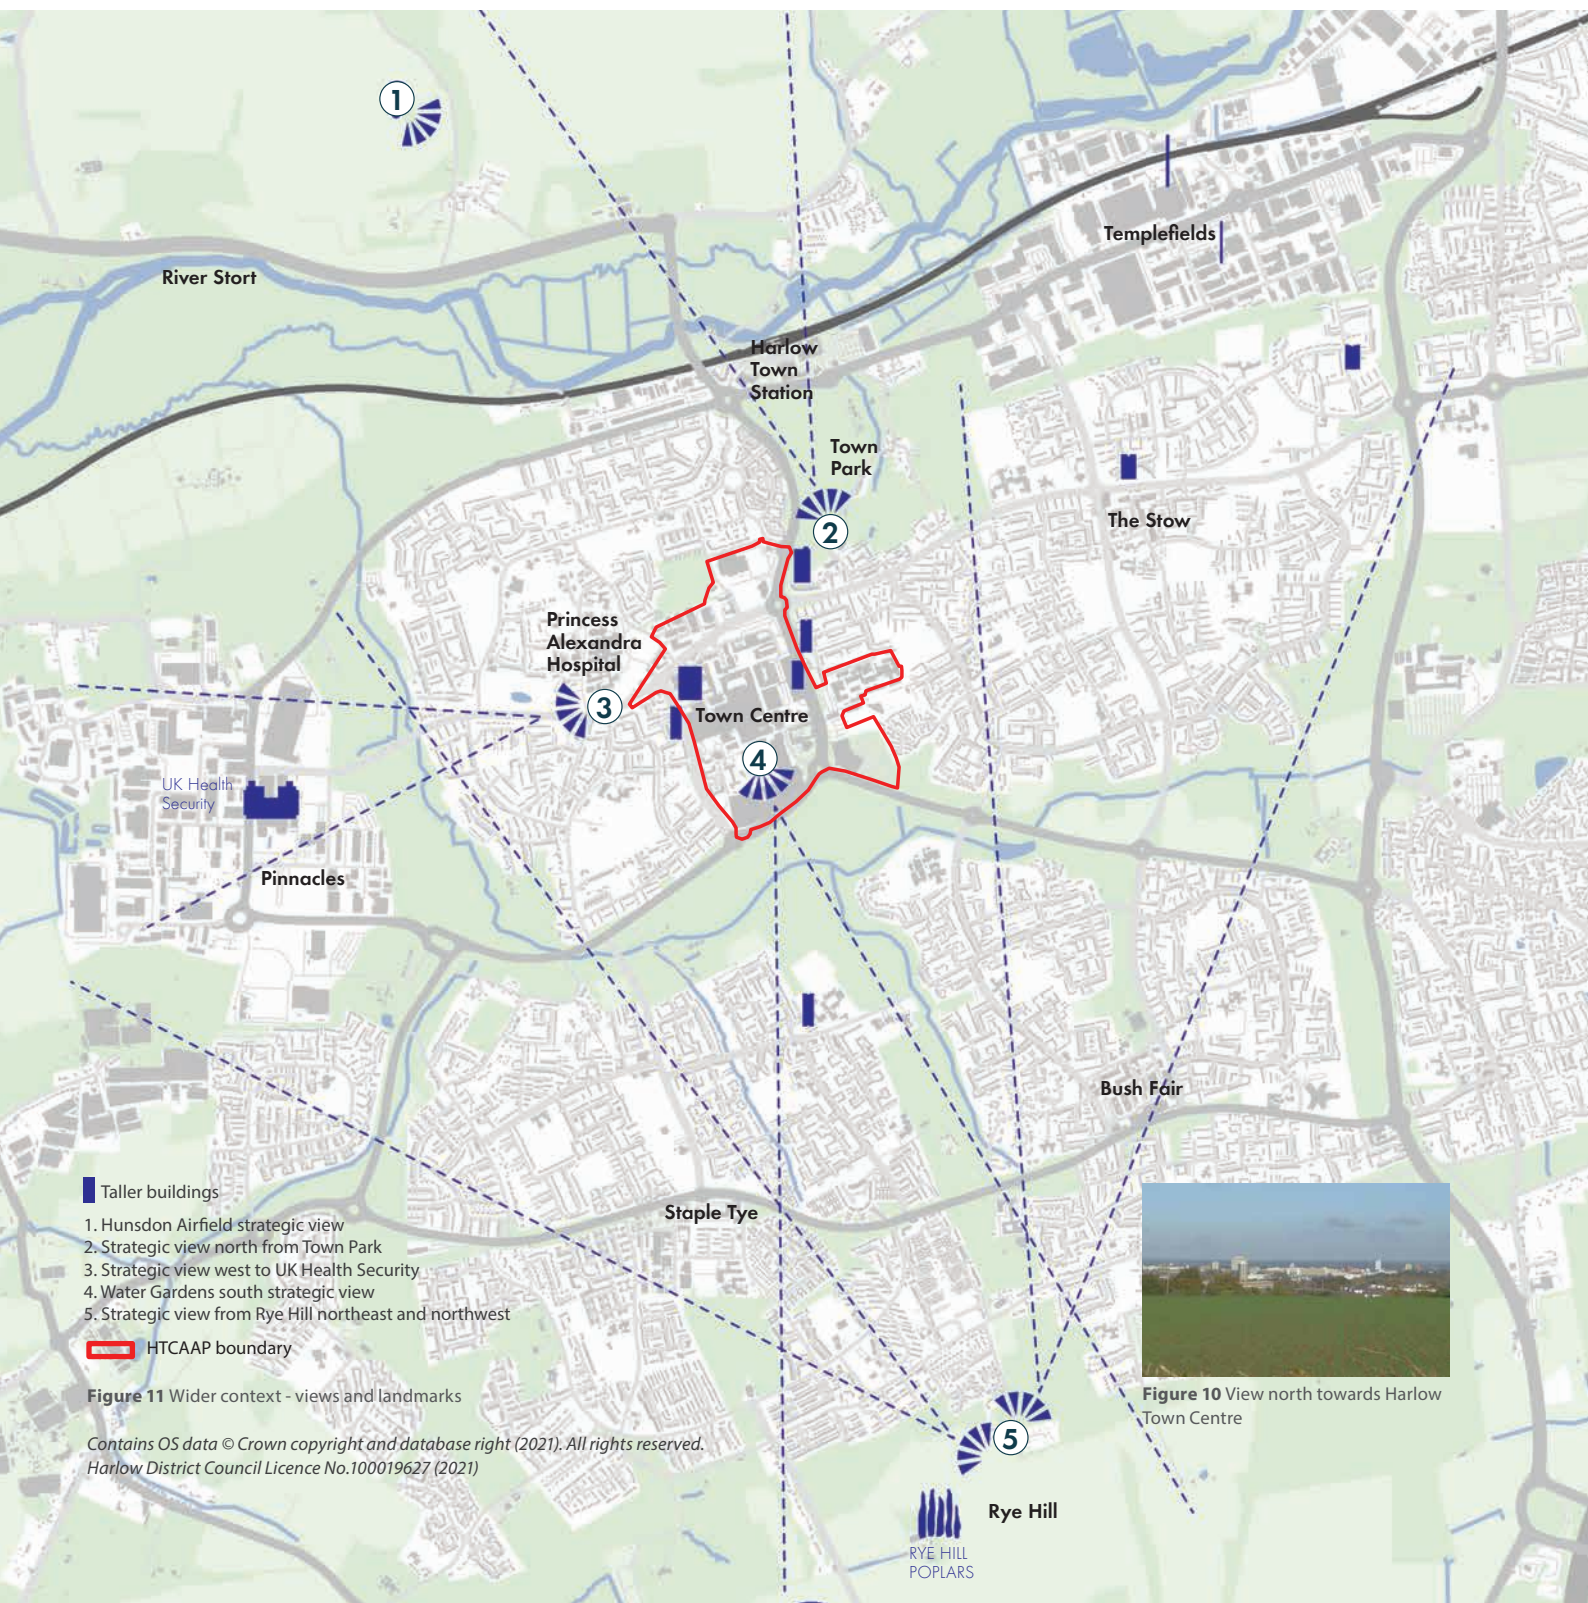 1
River Stort
Templefields
Harlow
Town
Station
Town
Park
2
The Stow
Princess
Alexandra
Hospital
3
Town Centre
4
UK Health
Security
Pinnacles
Bush Fair
Staple Tye
Taller buildings
1. Hunsdon Airfield strategic view
2. Strategic view north from Town Park
3. Strategic view west to UK Health Security
4. Water Gardens south strategic view
5. Strategic view from Rye Hill northeast and northwest
HTCAAP boundary
Figure 11 Wider context - views and landmarks
Contains OS data © Crown copyright and database right (2021). All rights reserved.
Harlow District Council Licence No.100019627 (2021)
Figure 10 View north towards Harlow
Town Centre
5
Rye Hill
RYE HILL
POPLARS